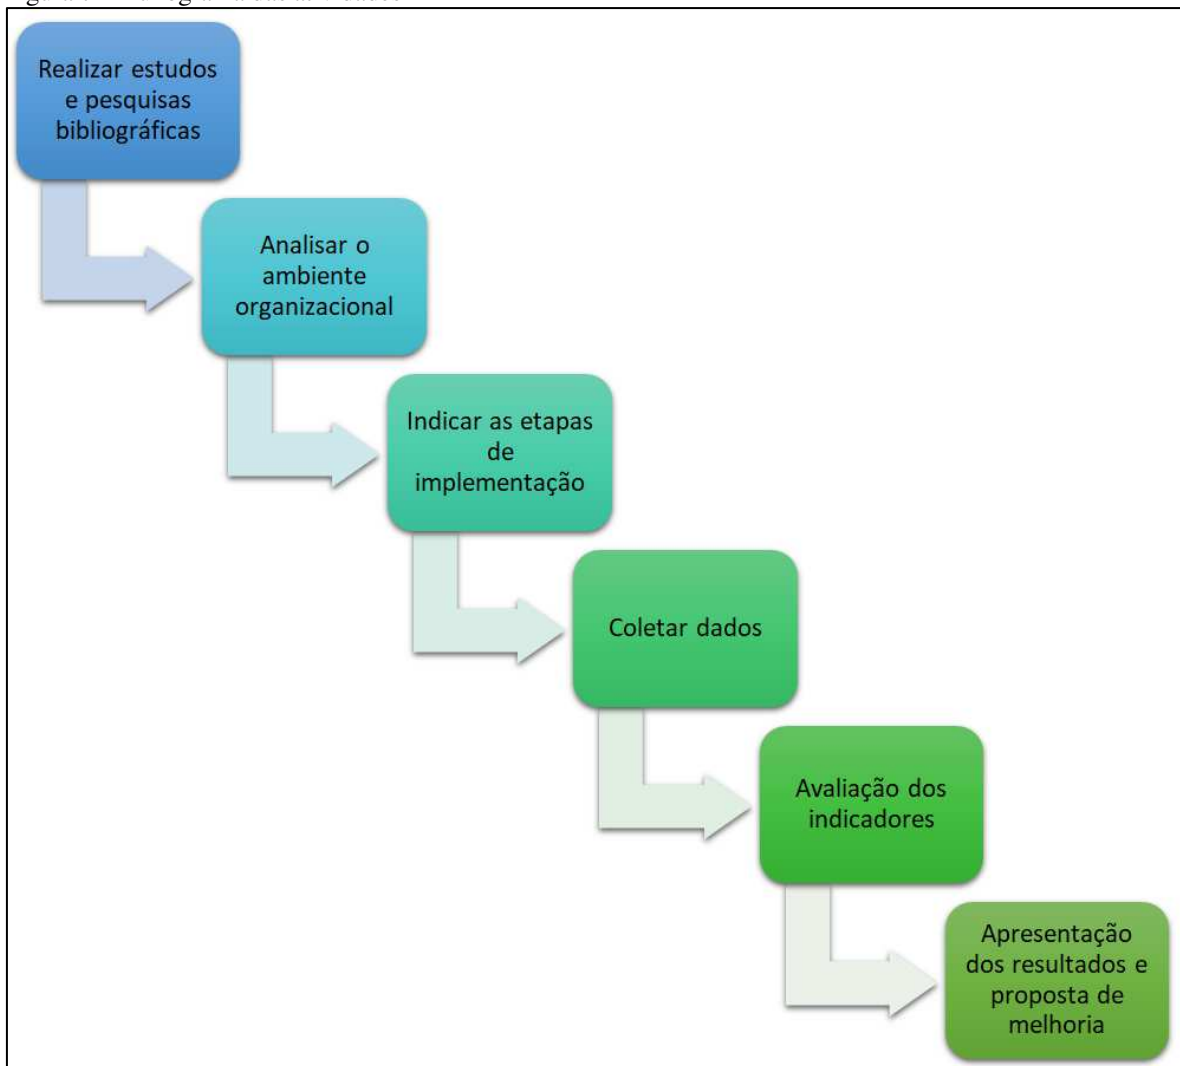 Realizar estudos
e pesquisas
bibliográficas
Analisar o
ambiente
organizacional
Indicar as etapas
de
implementação
Coletar dados
Avaliação dos
indicadores
Apresentação
dos resultados e
proposta de
melhoria